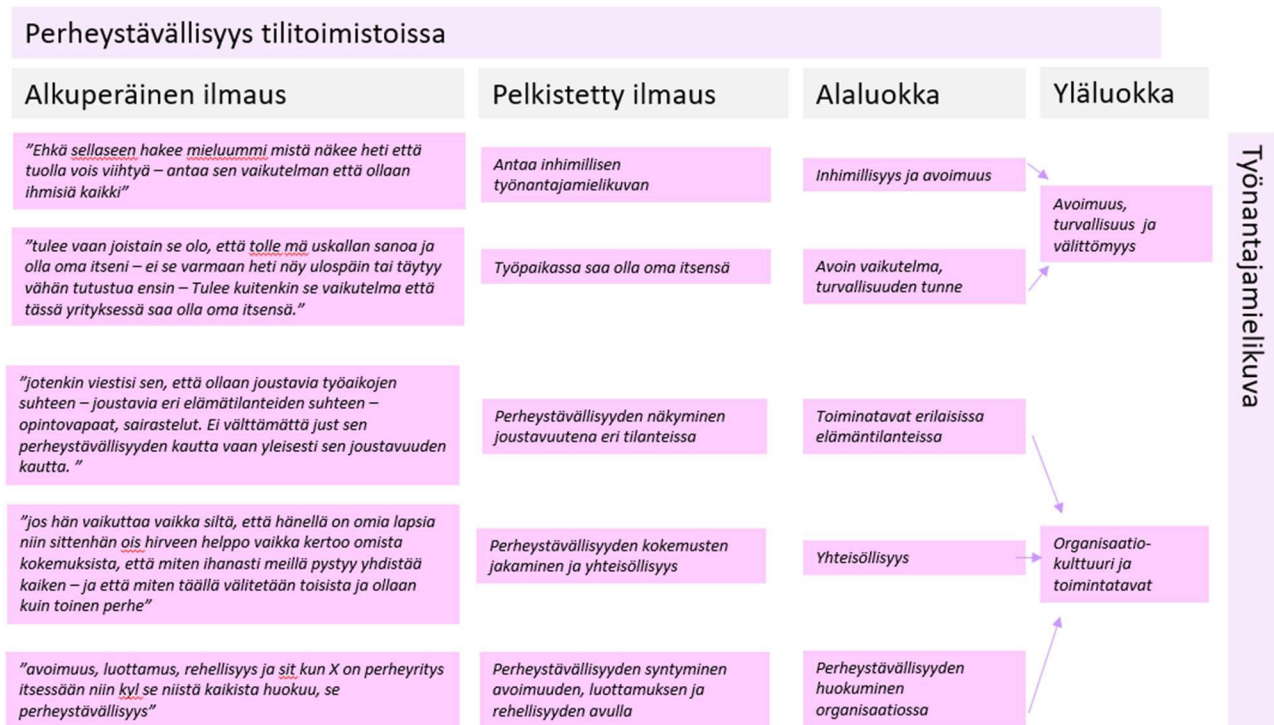 Perheystävällisyys tilitoimistoissa
Alkuperäinen ilmaus
Pelkistetty ilmaus
Alaluokka
Yläluokka
”Ehkä sellaseen hakee mieluummi mistä näkee heti että
tuolla vois viihtyä – antaa sen vaikutelman että ollaan
ihmisiä kaikki”
Antaa inhimillisen
työnantajamielikuvan
Inhimillisyys ja avoimuus
Avoimuus,
turvallisuus ja
välittömyys
”tulee vaan joistain se olo, että tolle mä uskallan sanoa ja
olla oma itseni – ei se varmaan heti näy ulospäin tai täytyy
vähän tutustua ensin – Tulee kuitenkin se vaikutelma että
tässä yrityksessä saa olla oma itsensä.”
Työpaikassa saa olla oma itsensä
Avoin vaikutelma,
turvallisuuden tunne
”jotenkin viestisi sen, että ollaan joustavia työaikojen
suhteen – joustavia eri elämätilanteiden suhteen –
opintovapaat, sairastelut. Ei välttämättä just sen
perheystävällisyyden kautta vaan yleisesti sen joustavuuden
kautta. ”
Perheystävällisyyden näkyminen
joustavuutena eri tilanteissa
Toiminatavat erilaisissa
elämäntilanteissa
”jos hän vaikuttaa vaikka siltä, että hänellä on omia lapsia
niin sittenhän ois hirveen helppo vaikka kertoo omista
kokemuksista, että miten ihanasti meillä pystyy yhdistää
kaiken – ja että miten täällä välitetään toisista ja ollaan
kuin toinen perhe”
Perheystävällisyyden kokemusten
jakaminen ja yhteisöllisyys
Yhteisöllisyys
Organisaatio-
kulttuuri ja
toimintatavat
”avoimuus, luottamus, rehellisyys ja sit kun X on perheyritys
itsessään niin kyl se niistä kaikista huokuu, se
perheystävällisyys”
Perheystävällisyyden syntyminen
avoimuuden, luottamuksen ja
rehellisyyden avulla
Perheystävällisyyden
huokuminen
organisaatiossa
Työnantajamielikuva